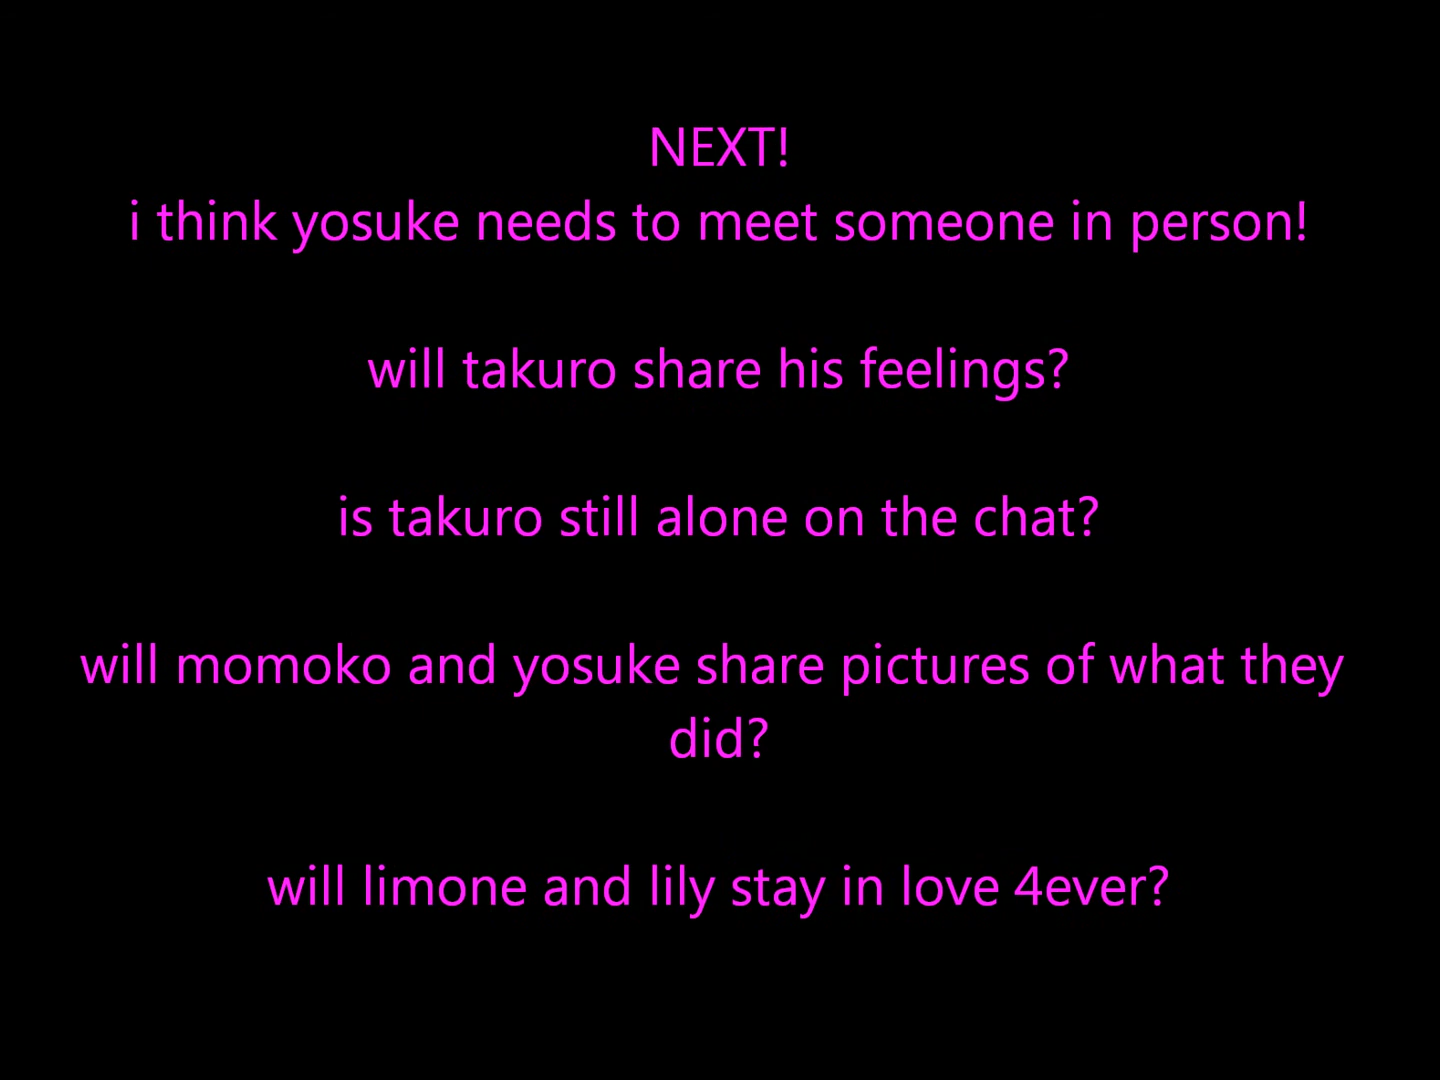 NEXT!
i think yosuke needs to meet someone in person!
will takuro share his feelings?
is takuro still alone on the chat?
will momoko and yosuke share pictures of what they
did?
will limone and lily stay in love 4ever?